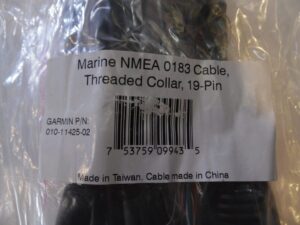 Marine NMEA 0183 Cable,
Threaded Collar, 19-Pin
GARMIN P/N:
010-11425-02
7 53759 09943 5
Made in Taiwan. Cable made in China